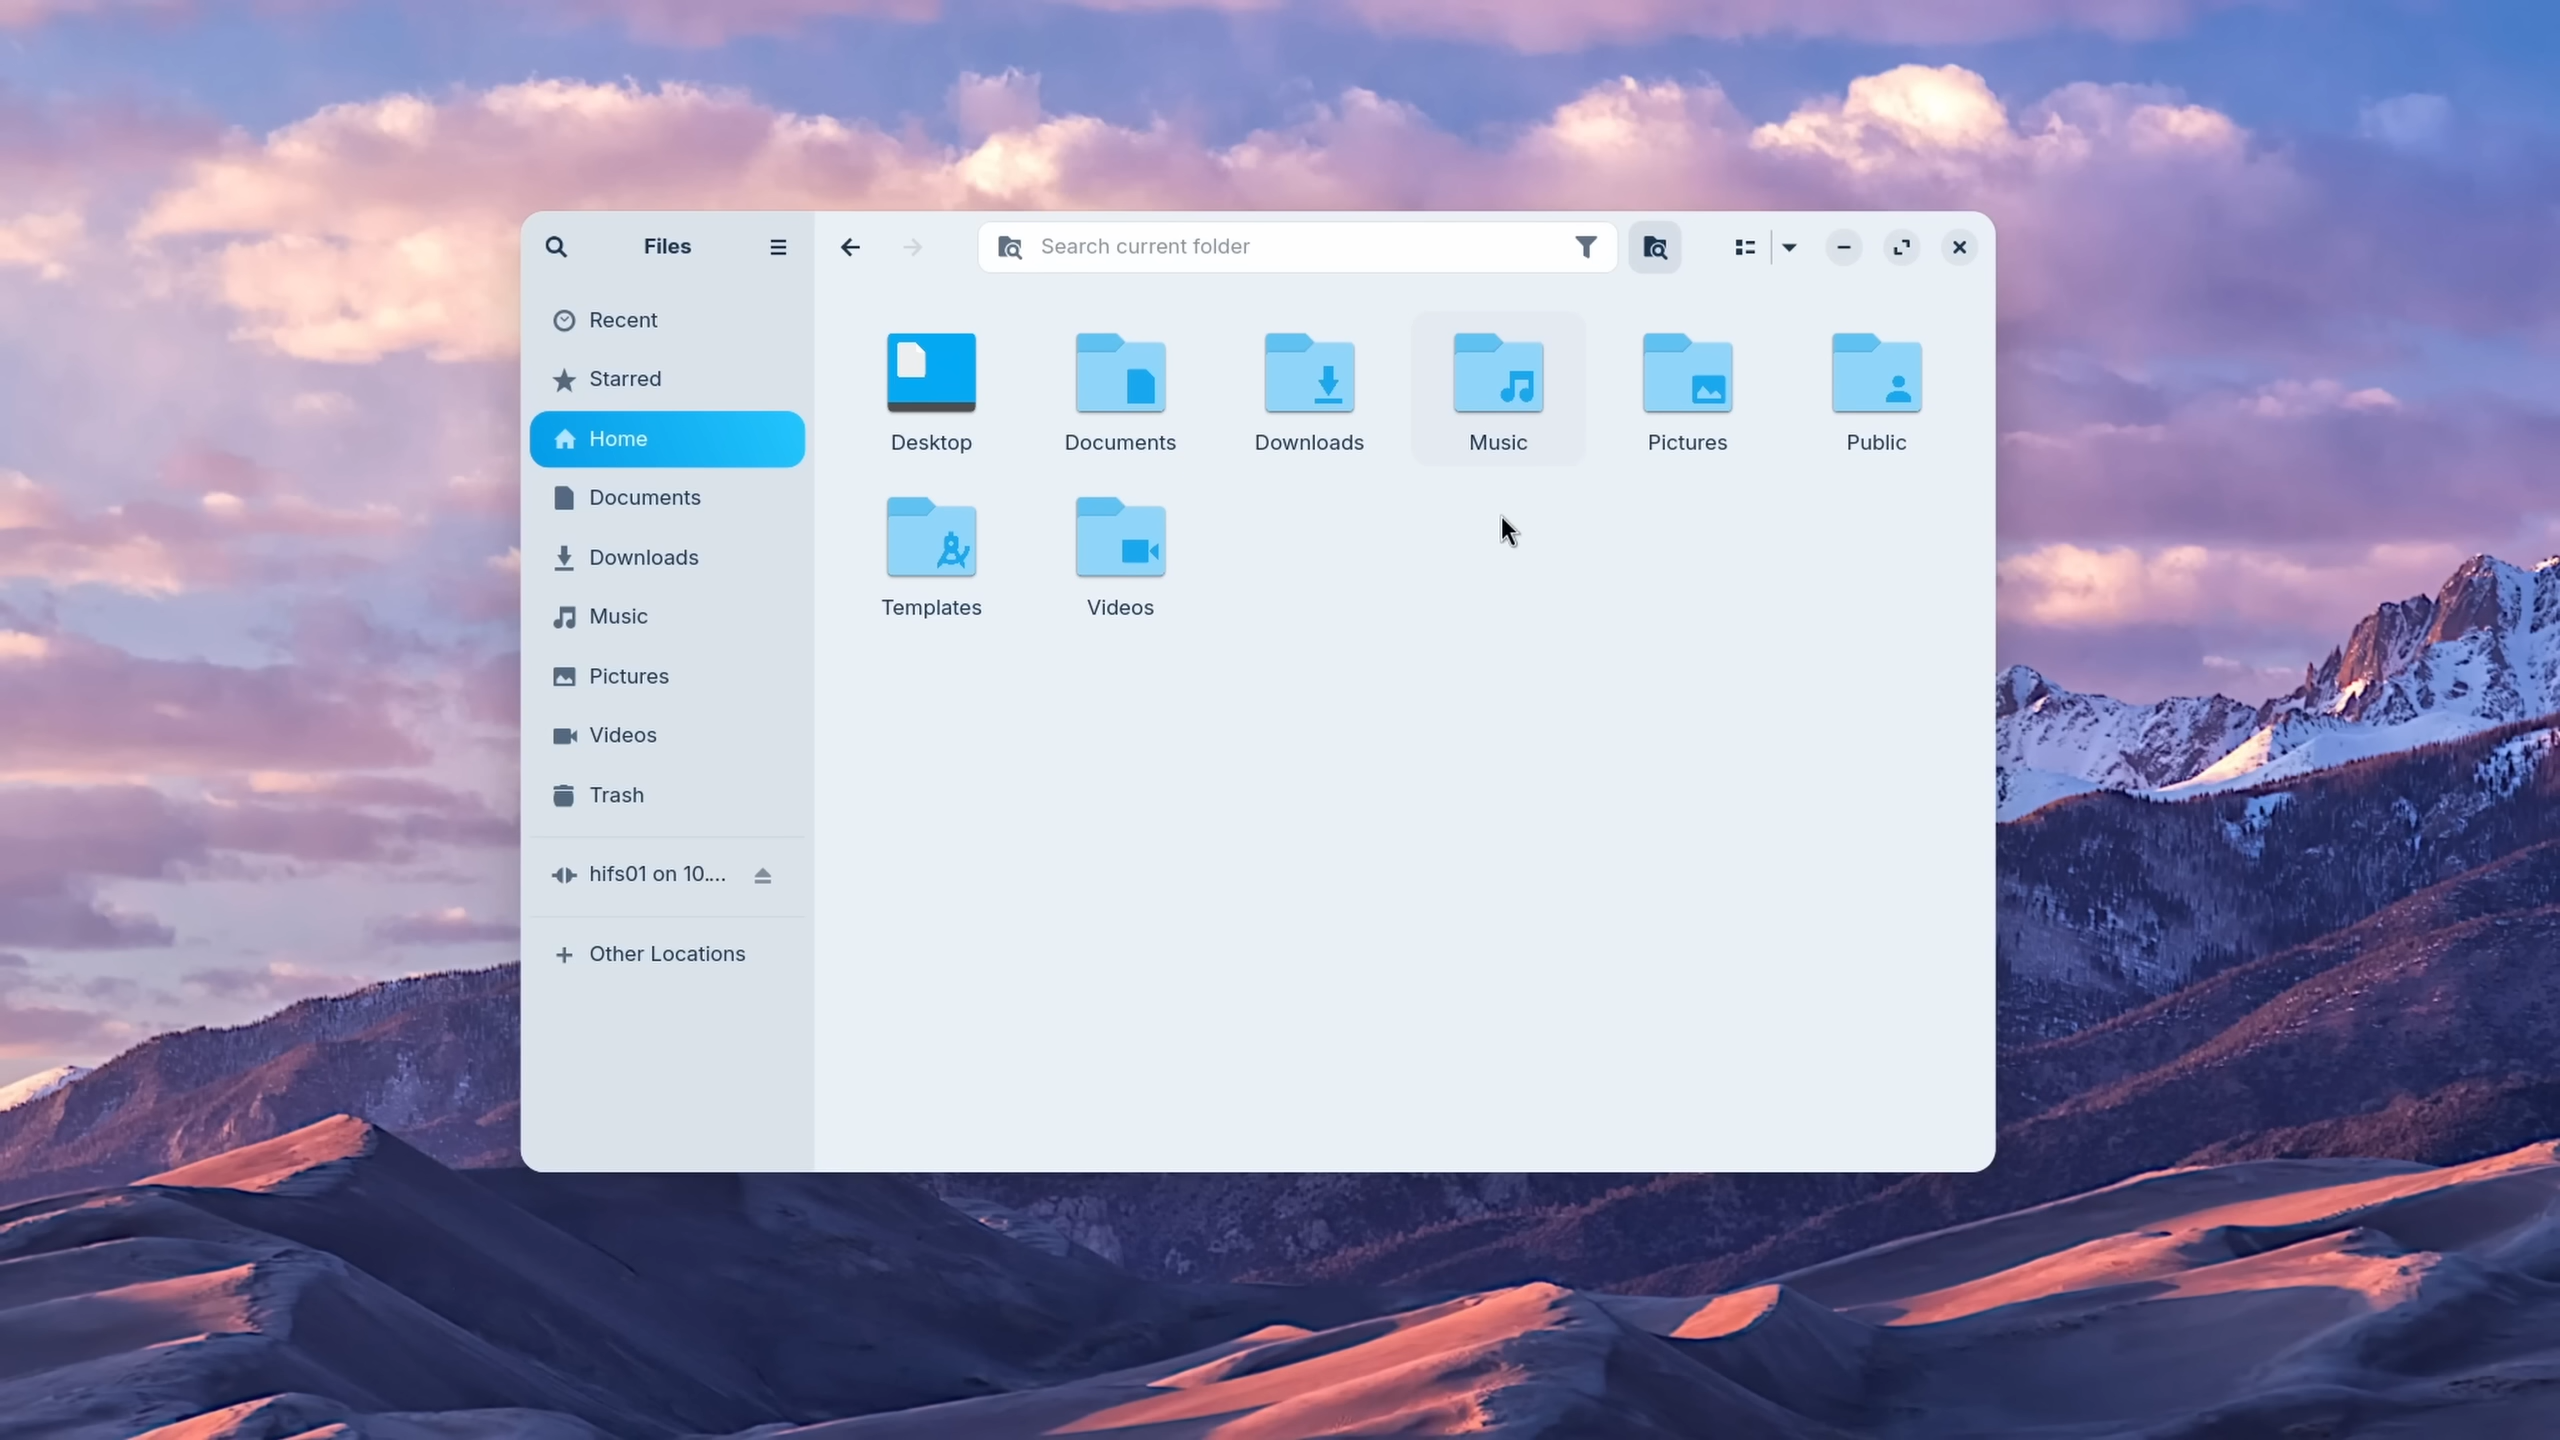 Files
Search current folder
Recent
Starred
Home
Documents
Downloads
Music
Pictures
Videos
Trash
hifs01 on 10....
Other Locations
Desktop
Documents
Downloads
Music
Pictures
Public
Templates
Videos